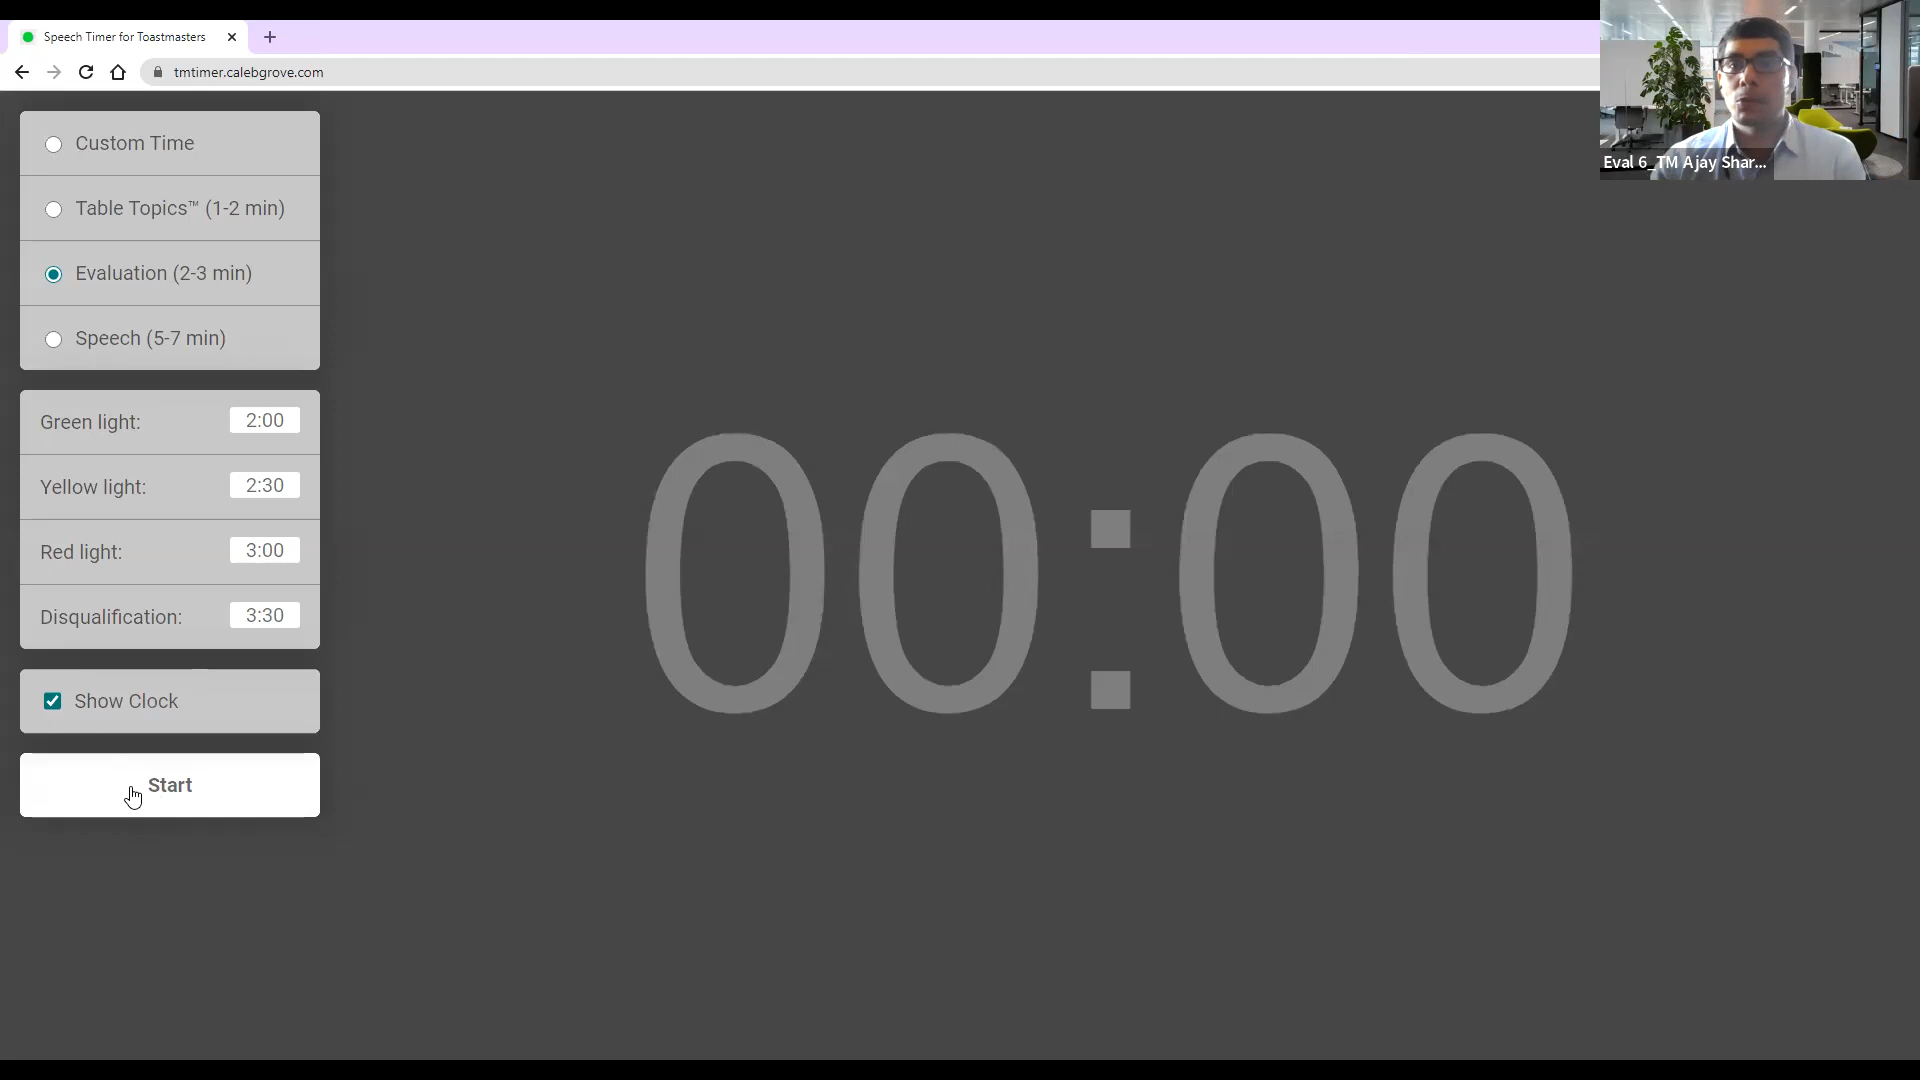 Speech Timer for Toastmasters
tmtimer.calebgrove.com
Eval 6_TM Ajay Shar...
Custom Time
Table Topics™ (1-2 min)
Evaluation (2-3 min)
Speech (5-7 min)
Green light: 2:00
Yellow light: 2:30
Red light: 3:00
Disqualification: 3:30
Show Clock
Start
00:00